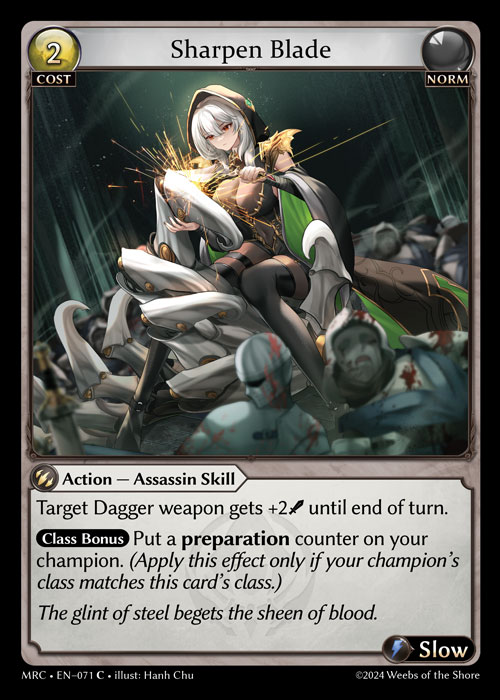 2
COST
Sharpen Blade
NORM
Action — Assassin Skill
Target Dagger weapon gets +2 until end of turn.
Class Bonus Put a preparation counter on your
champion. (Apply this effect only if your champion's
class matches this card's class.)
The glint of steel begets the sheen of blood.
Slow
MRC • EN–071 C • illust: Hanh Chu
©2024 Weebs of the Shore